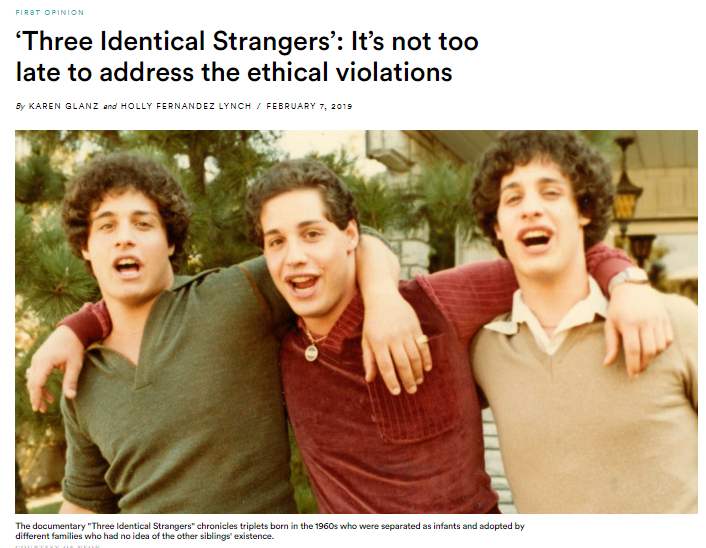 FIRST OPINION
‘Three Identical Strangers’: It’s not too
late to address the ethical violations
By KAREN GLANZ and HOLLY FERNANDEZ LYNCH / FEBRUARY 7, 2019
The documentary "Three Identical Strangers" chronicles triplets born in the 1960s who were separated as infants and adopted by
different families who had no idea of the other siblings' existence.